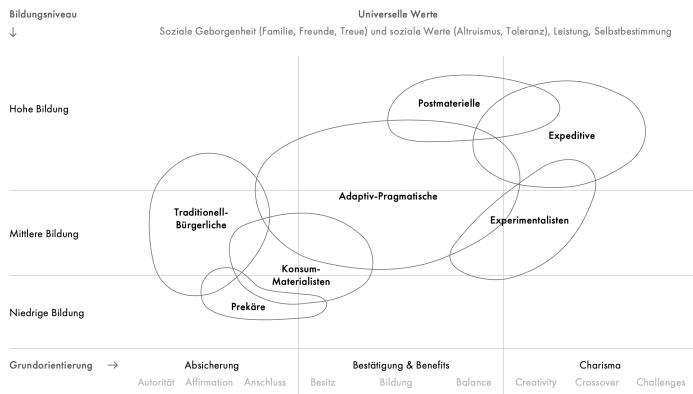 Bildungsniveau
Universelle Werte
↓
Soziale Geborgenheit (Familie, Freunde, Treue) und soziale Werte (Altruismus, Toleranz), Leistung, Selbstbestimmung
Hohe Bildung
Postmaterielle
Expeditive
Adaptiv-Pragmatische
Traditionell-
Bürgerliche
Experimentalisten
Mittlere Bildung
Konsum-
Materialisten
Prekäre
Niedrige Bildung
Grundorientierung →
Absicherung
Bestätigung & Benefits
Charisma
Autorität Affirmation Anschluss Besitz Bildung Balance Creativity Crossover Challenges